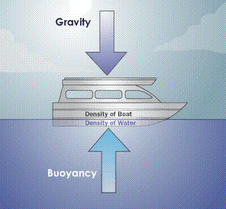 Gravity
Density of Boat
Density of Water
Buoyancy